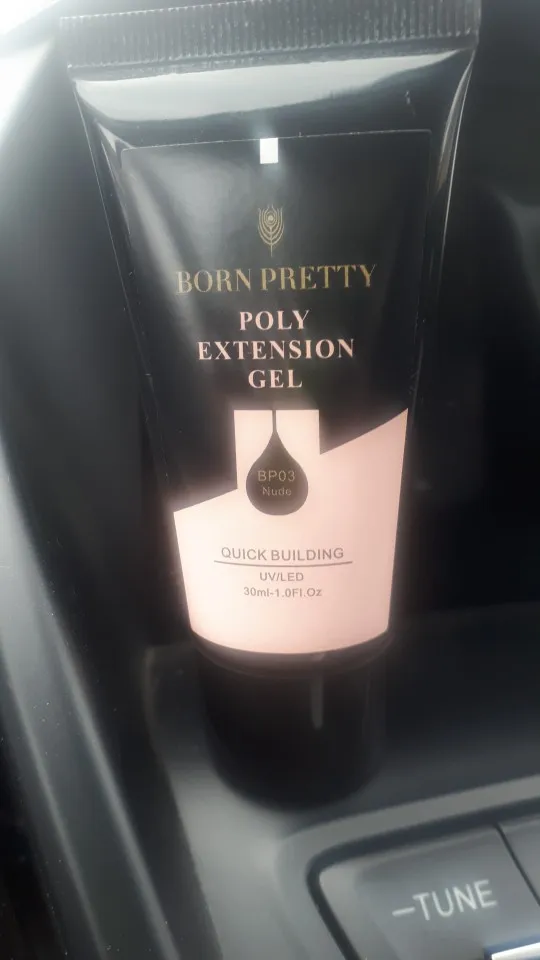 BORN PRETTY
POLY
EXTENSION
GEL
BP03
Nude
QUICK BUILDING
UV/LED
30ml-1.0Fl.Oz
–TUNE